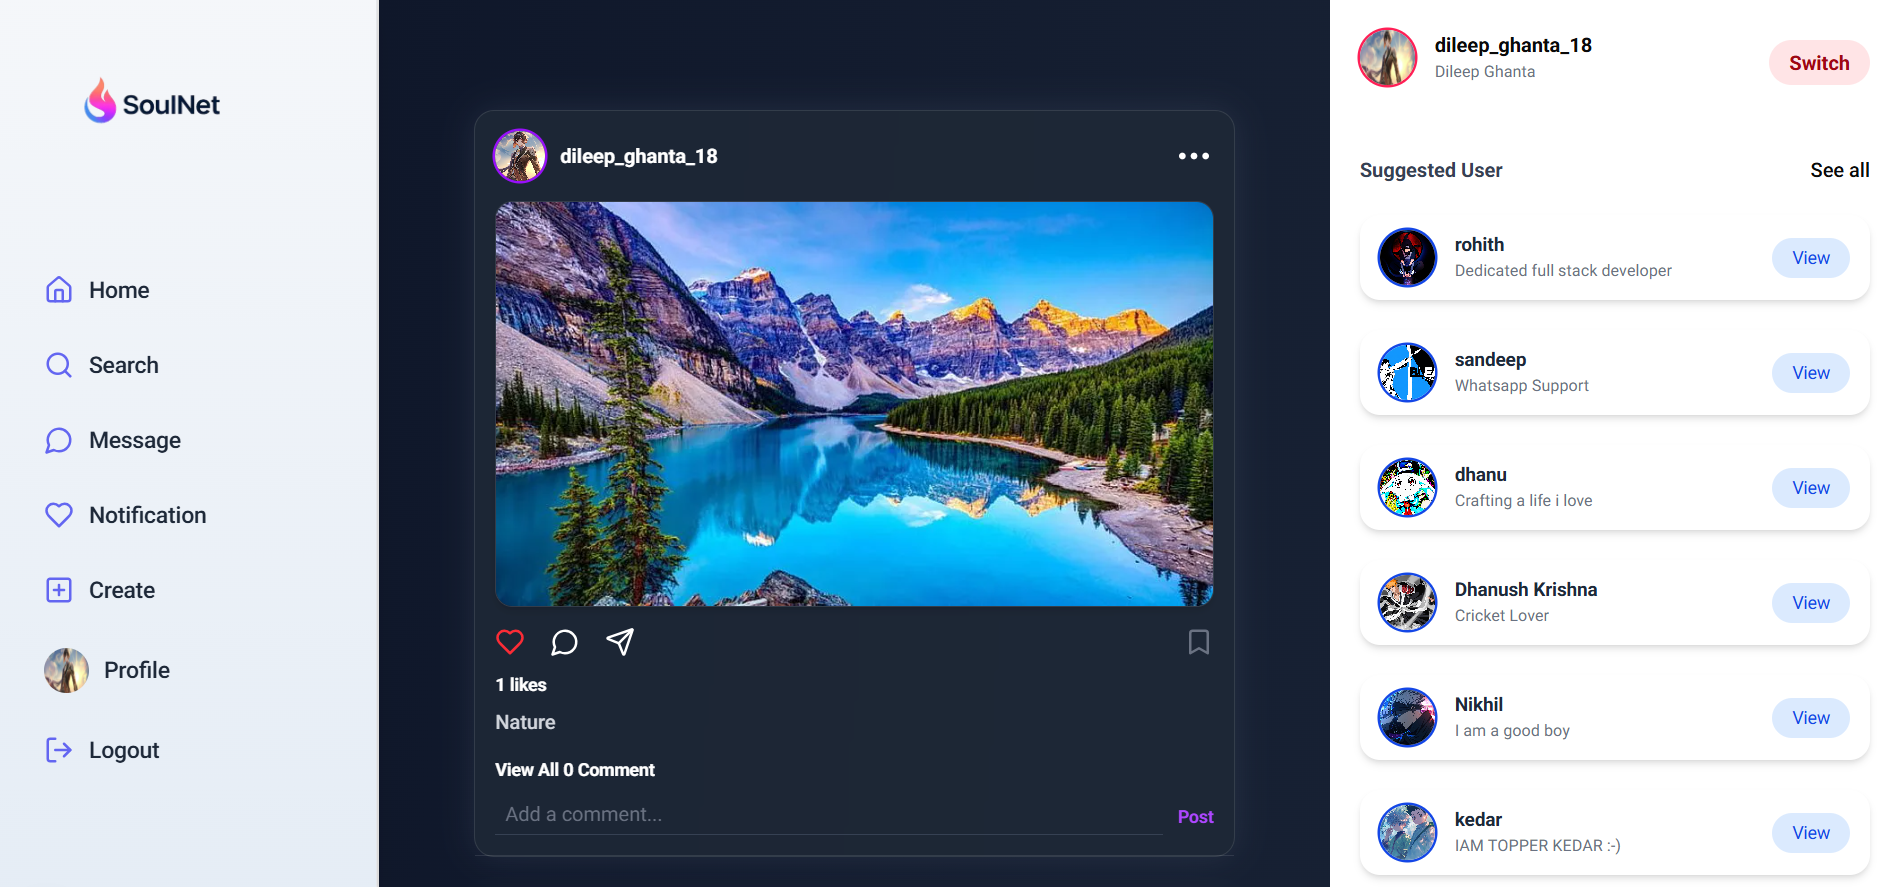 SoulNet
Home
Search
Message
Notification
Create
Profile
Logout
dileep_ghanta_18
Nature
1 likes
View All 0 Comment
Add a comment...
Post
dileep_ghanta_18
Dileep Ghanta
Switch
Suggested User
See all
rohith
Dedicated full stack developer
View
sandeep
Whatsapp Support
View
dhanu
Crafting a life i love
View
Dhanush Krishna
Cricket Lover
View
Nikhil
I am a good boy
View
kedar
IAM TOPPER KEDAR :-)
View